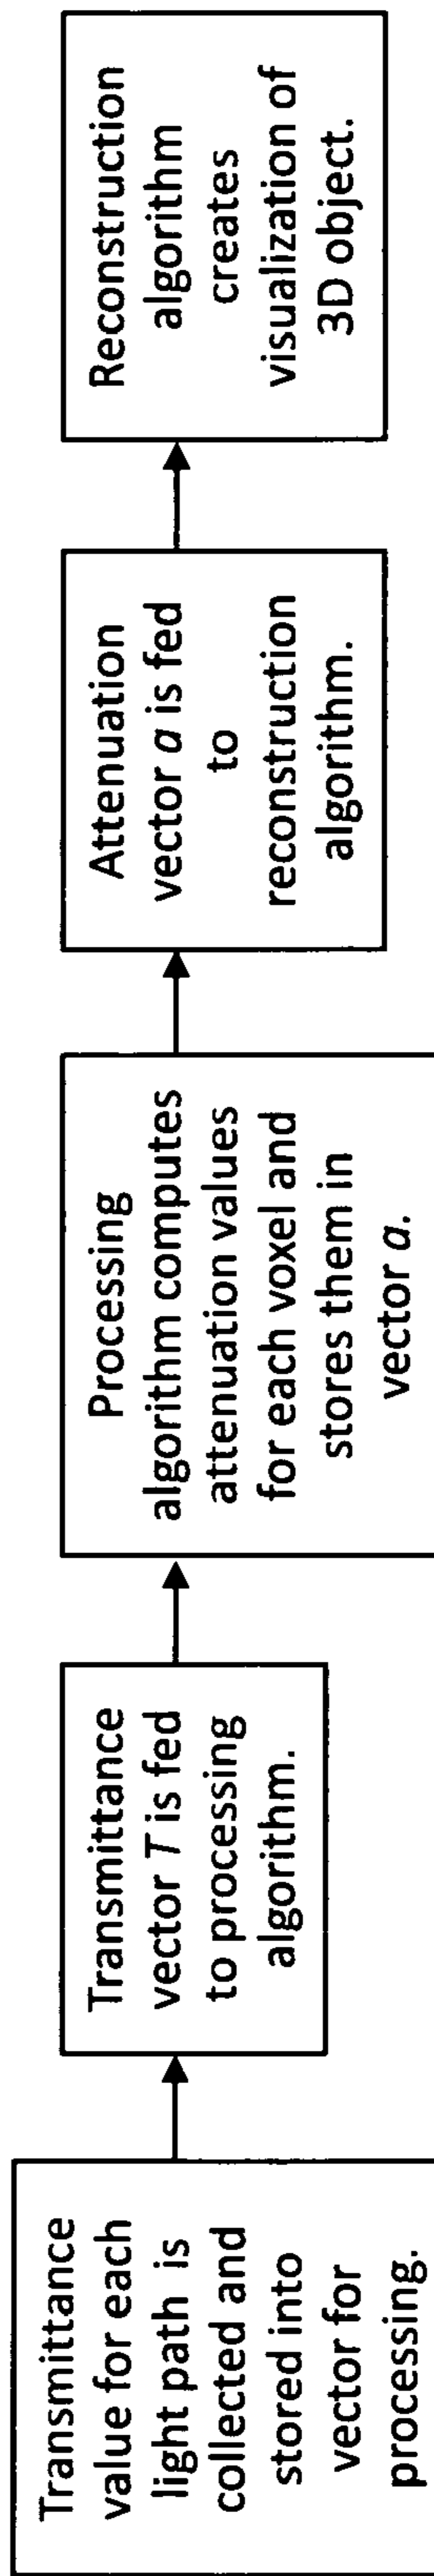 Transmittance
value for each
light path is
collected and
stored into
vector for
processing.
Transmittance
vector T is fed
to processing
algorithm.
Processing
algorithm computes
attenuation values
for each voxel and
stores them in
vector a.
Attenuation
vector a is fed
to
reconstruction
algorithm.
Reconstruction
algorithm
creates
visualization of
3D object.